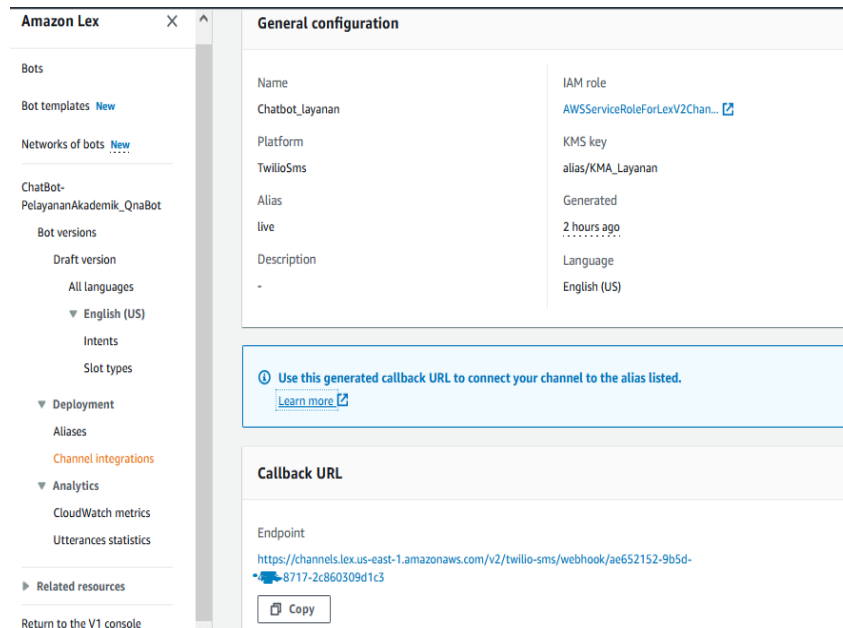 Amazon Lex
Bots
Bot templates New
Networks of bots New
ChatBot-
PelayananAkademik_QnaBot
Bot versions
Draft version
All languages
English (US)
Intents
Slot types
Deployment
Aliases
Channel integrations
Analytics
CloudWatch metrics
Utterances statistics
Related resources
Return to the V1 console
General configuration
Name
Chatbot_layanan
Platform
TwilioSms
Alias
live
Description
-
IAM role
AWSServiceRoleForLexV2Chan...
KMS key
alias/KMA_Layanan
Generated
2 hours ago
Language
English (US)
Use this generated callback URL to connect your channel to the alias listed.
Learn more
Callback URL
Endpoint
https://channels.lex.us-east-1.amazonaws.com/v2/twilio-sms/webhook/ae652152-9b5d-
-8717-2c860309d1c3
Copy